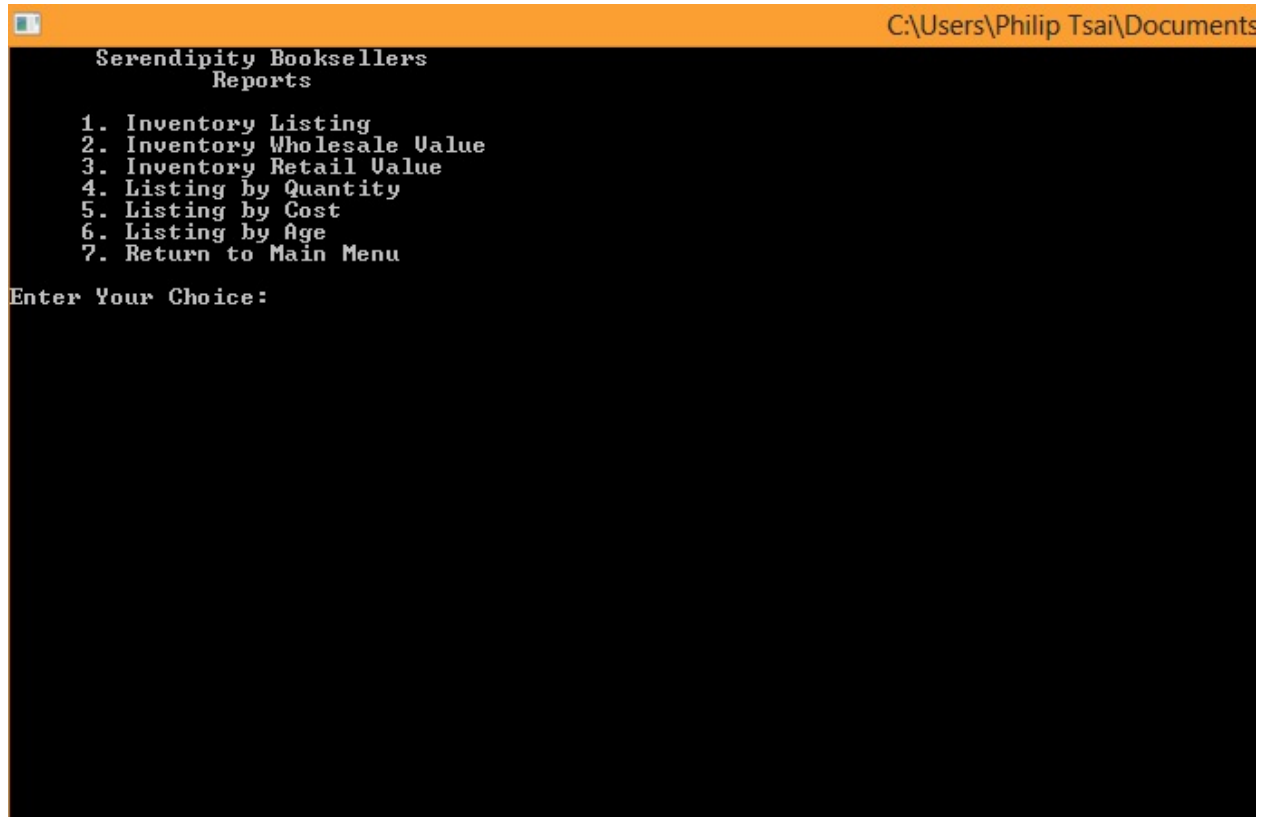 C:\Users\Philip Tsai\Documents
Serendipity Booksellers
Reports
1. Inventory Listing
2. Inventory Wholesale Value
3. Inventory Retail Value
4. Listing by Quantity
5. Listing by Cost
6. Listing by Age
7. Return to Main Menu
Enter Your Choice: